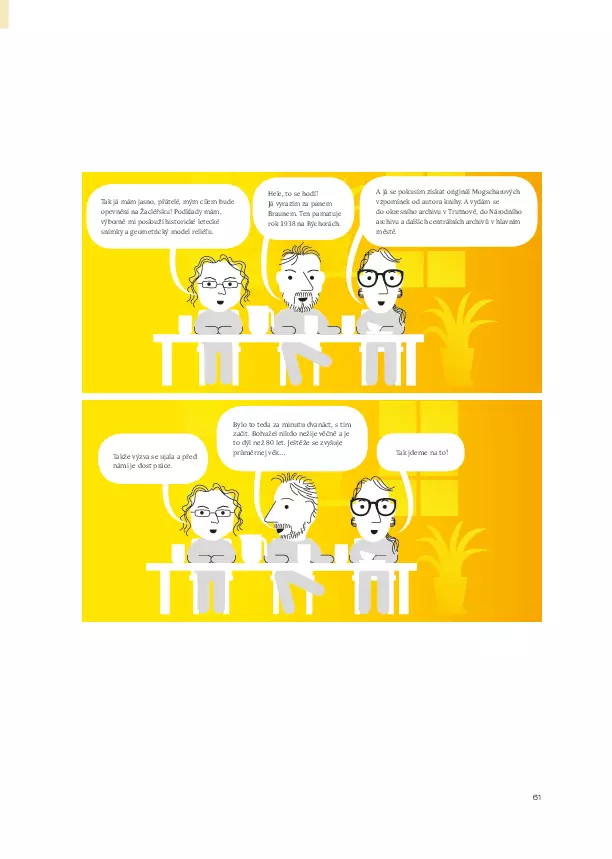 Tak já mám jasno, přátelé, mým cílem bude
opevnění na Žacléřsku! Podklady mám,
výborně mi poslouží historické letecké
snímky a geometrický model reliéfu.
Hele, to se hodí!
Já vyrazím za panem
Braunem. Ten pamatuje
rok 1938 na Rýchorách.
A já se pokusím získat originál Mogscharových
vzpomínek od autora knihy. A vydám se
do okresního archivu v Trutnově, do Národního
archivu a dalších centrálních archivů v hlavním
městě.
Takže výzva se ujala a před
námi je dost práce.
Bylo to teda za minutu dvanáct, s tím
začít. Bohužel nikdo nežije věčně a je
to dýl než 80 let. Ještěže se zvyšuje
průměrnej věk...
Tak jdeme na to!
61